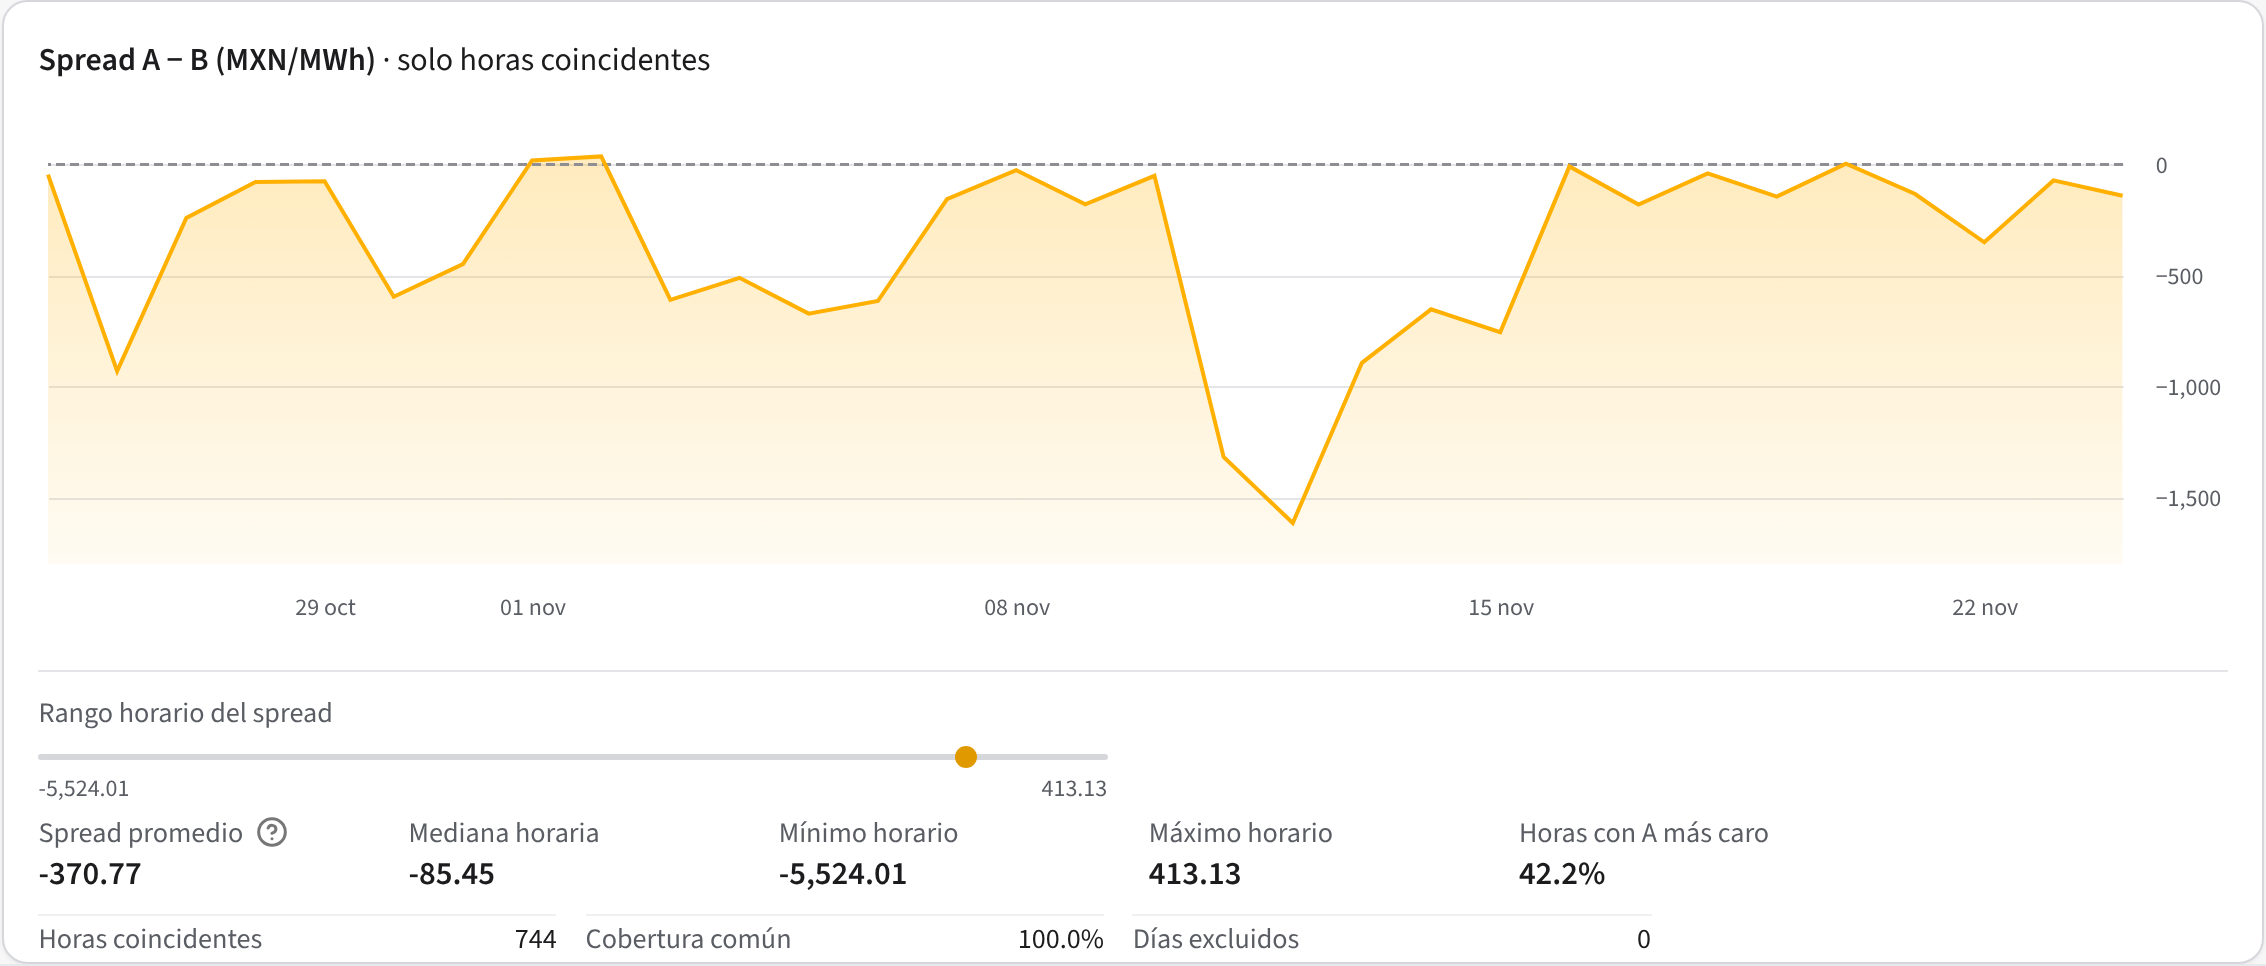 Spread A − B (MXN/MWh) · solo horas coincidentes
0
−500
−1,000
−1,500
29 oct 01 nov 08 nov 15 nov 22 nov
Rango horario del spread
-5,524.01 413.13
Spread promedio ? Mediana horaria Mínimo horario Máximo horario Horas con A más caro
-370.77 -85.45 -5,524.01 413.13 42.2%
Horas coincidentes 744 Cobertura común 100.0% Días excluidos 0